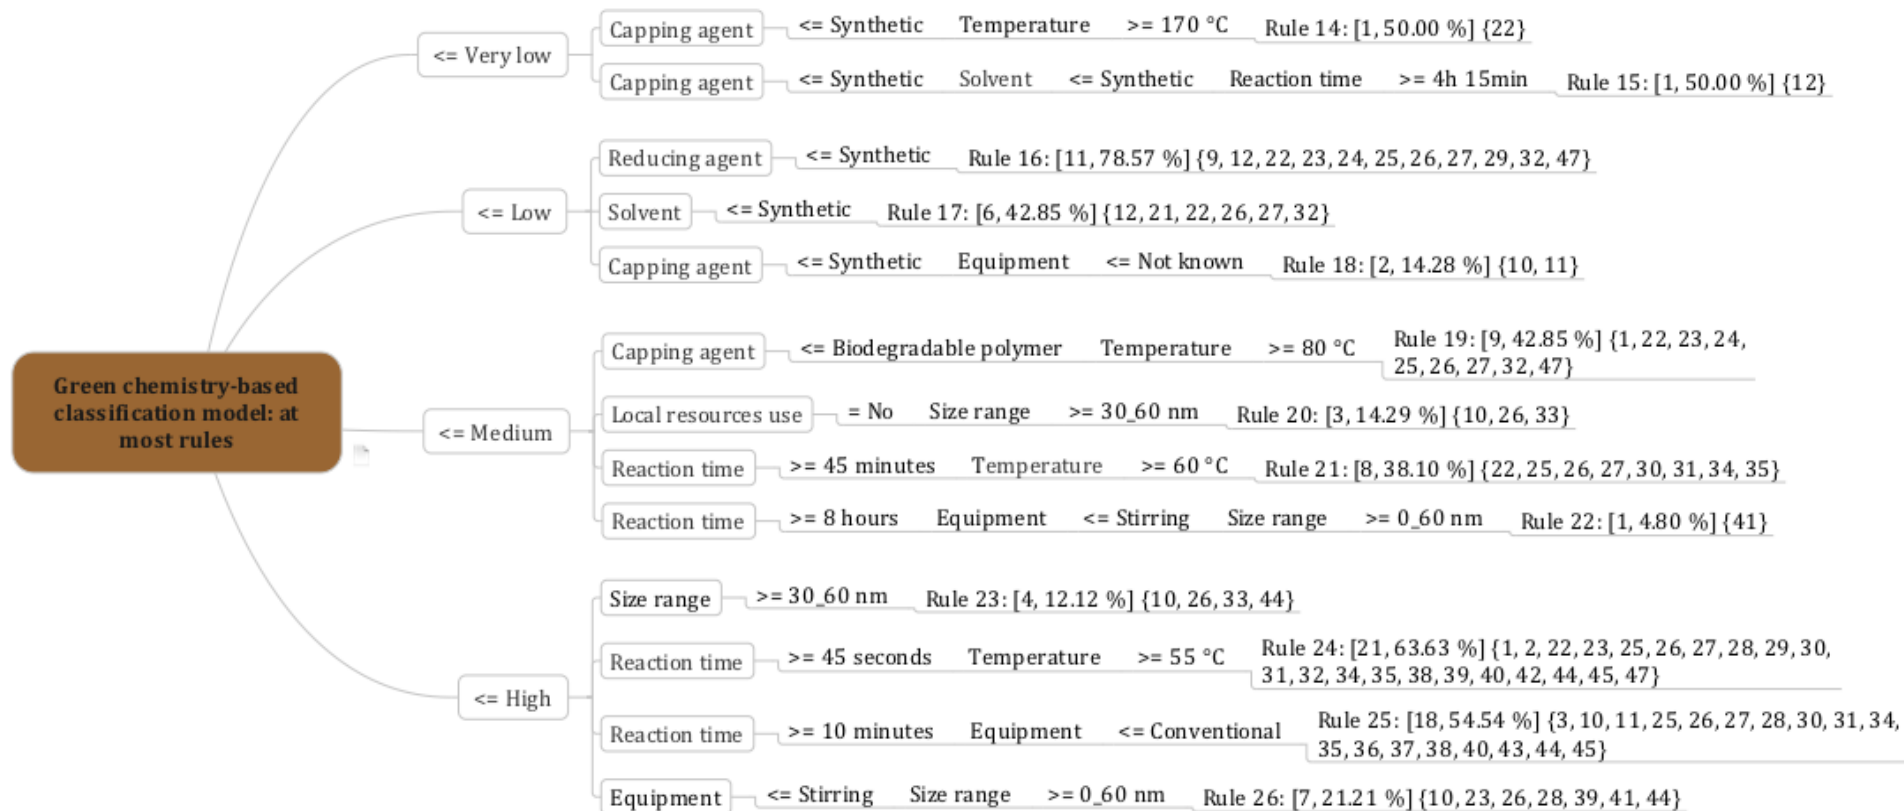 Green chemistry-based
classification model: at
most rules
<= Very low
Capping agent <= Synthetic Temperature >= 170 °C Rule 14: [1, 50.00 %] {22}
Capping agent <= Synthetic Solvent <= Synthetic Reaction time >= 4h 15min Rule 15: [1, 50.00 %] {12}
<= Low
Reducing agent <= Synthetic Rule 16: [11, 78.57 %] {9, 12, 22, 23, 24, 25, 26, 27, 29, 32, 47}
Solvent <= Synthetic Rule 17: [6, 42.85 %] {12, 21, 22, 26, 27, 32}
Capping agent <= Synthetic Equipment <= Not known Rule 18: [2, 14.28 %] {10, 11}
<= Medium
Capping agent <= Biodegradable polymer Temperature >= 80 °C Rule 19: [9, 42.85 %] {1, 22, 23, 24,
25, 26, 27, 32, 47}
Local resources use = No Size range >= 30_60 nm Rule 20: [3, 14.29 %] {10, 26, 33}
Reaction time >= 45 minutes Temperature >= 60 °C Rule 21: [8, 38.10 %] {22, 25, 26, 27, 30, 31, 34, 35}
Reaction time >= 8 hours Equipment <= Stirring Size range >= 0_60 nm Rule 22: [1, 4.80 %] {41}
<= High
Size range >= 30_60 nm Rule 23: [4, 12.12 %] {10, 26, 33, 44}
Reaction time >= 45 seconds Temperature >= 55 °C Rule 24: [21, 63.63 %] {1, 2, 22, 23, 25, 26, 27, 28, 29, 30,
31, 32, 34, 35, 38, 39, 40, 42, 44, 45, 47}
Reaction time >= 10 minutes Equipment <= Conventional Rule 25: [18, 54.54 %] {3, 10, 11, 25, 26, 27, 28, 30, 31, 34,
35, 36, 37, 38, 40, 43, 44, 45}
Equipment <= Stirring Size range >= 0_60 nm Rule 26: [7, 21.21 %] {10, 23, 26, 28, 39, 41, 44}